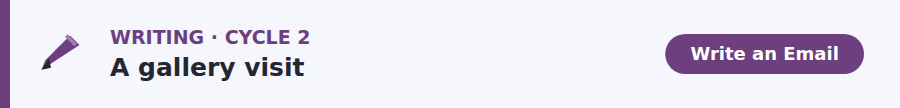 WRITING · CYCLE 2
A gallery visit
Write an Email